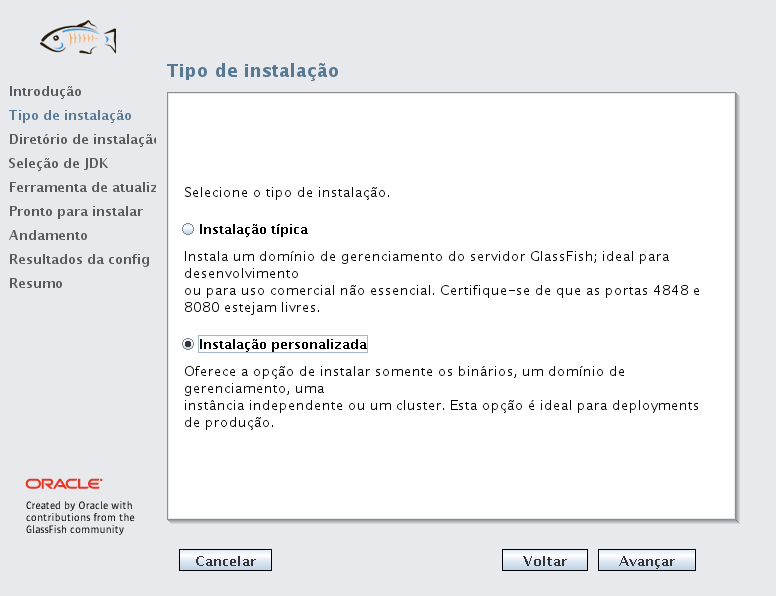 Tipo de instalação
Introdução
Tipo de instalação
Diretório de instalaçã
Seleção de JDK
Ferramenta de atualiz
Pronto para instalar
Andamento
Resultados da config
Resumo
Selecione o tipo de instalação.
Instalação típica
Instala um domínio de gerenciamento do servidor GlassFish; ideal para
desenvolvimento
ou para uso comercial não essencial. Certifique-se de que as portas 4848 e
8080 estejam livres.
Instalação personalizada
Oferece a opção de instalar somente os binários, um domínio de
gerenciamento, uma
instância independente ou um cluster. Esta opção é ideal para deployments
de produção.
ORACLE
Created by Oracle with
contributions from the
GlassFish community
Cancelar
Voltar
Avançar